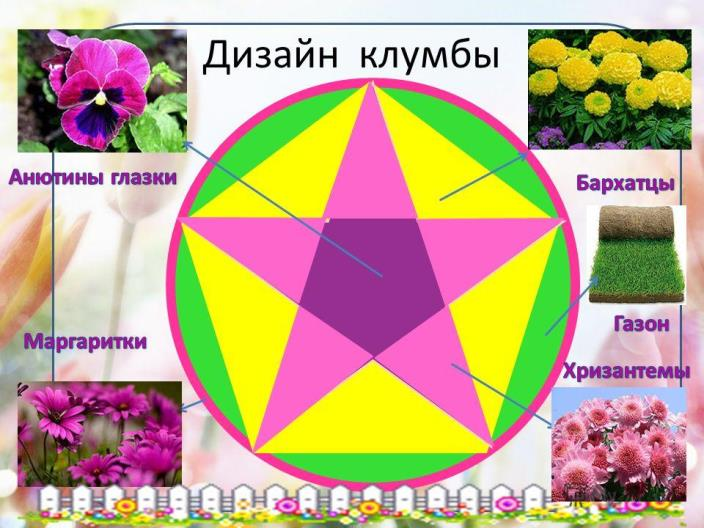 Дизайн клумбы
Анютины глазки
Бархатцы
Газон
Маргаритки
Хризантемы